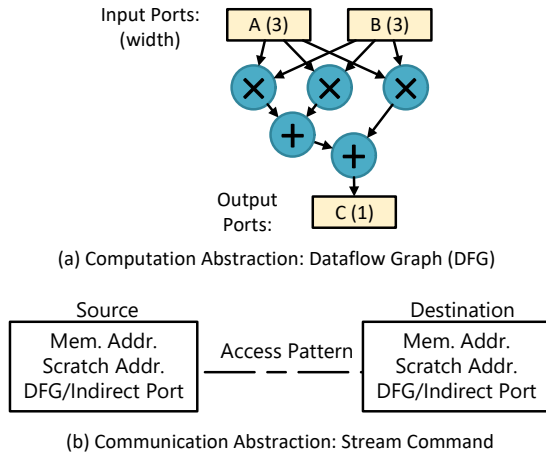 Input Ports:
(width)
A (3)
B (3)
×
×
×
+
+
Output
Ports:
C (1)
(a) Computation Abstraction: Dataflow Graph (DFG)
Source
Mem. Addr.
Scratch Addr.
DFG/Indirect Port
Access Pattern
Destination
Mem. Addr.
Scratch Addr.
DFG/Indirect Port
(b) Communication Abstraction: Stream Command